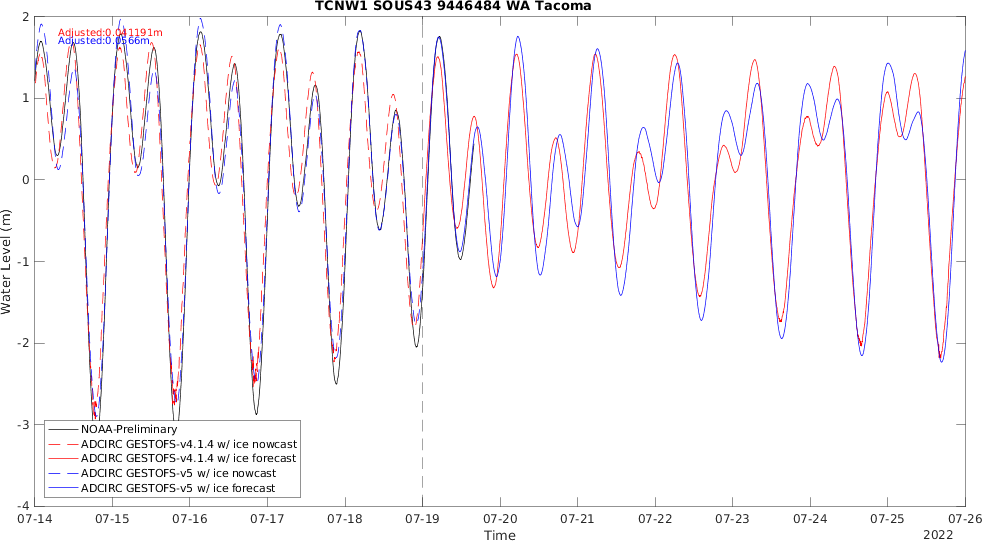 TCNW1 SOUS43 9446484 WA Tacoma
Adjusted:0.041191m
Adjusted:0.0566m
2
1
0
-1
-2
-3
-4
Water Level (m)
NOAA-Preliminary
ADCIRC GESTOFS-v4.1.4 w/ ice nowcast
ADCIRC GESTOFS-v4.1.4 w/ ice forecast
ADCIRC GESTOFS-v5 w/ ice nowcast
ADCIRC GESTOFS-v5 w/ ice forecast
07-14 07-15 07-16 07-17 07-18 07-19 07-20 07-21 07-22 07-23 07-24 07-25 07-26
Time
2022